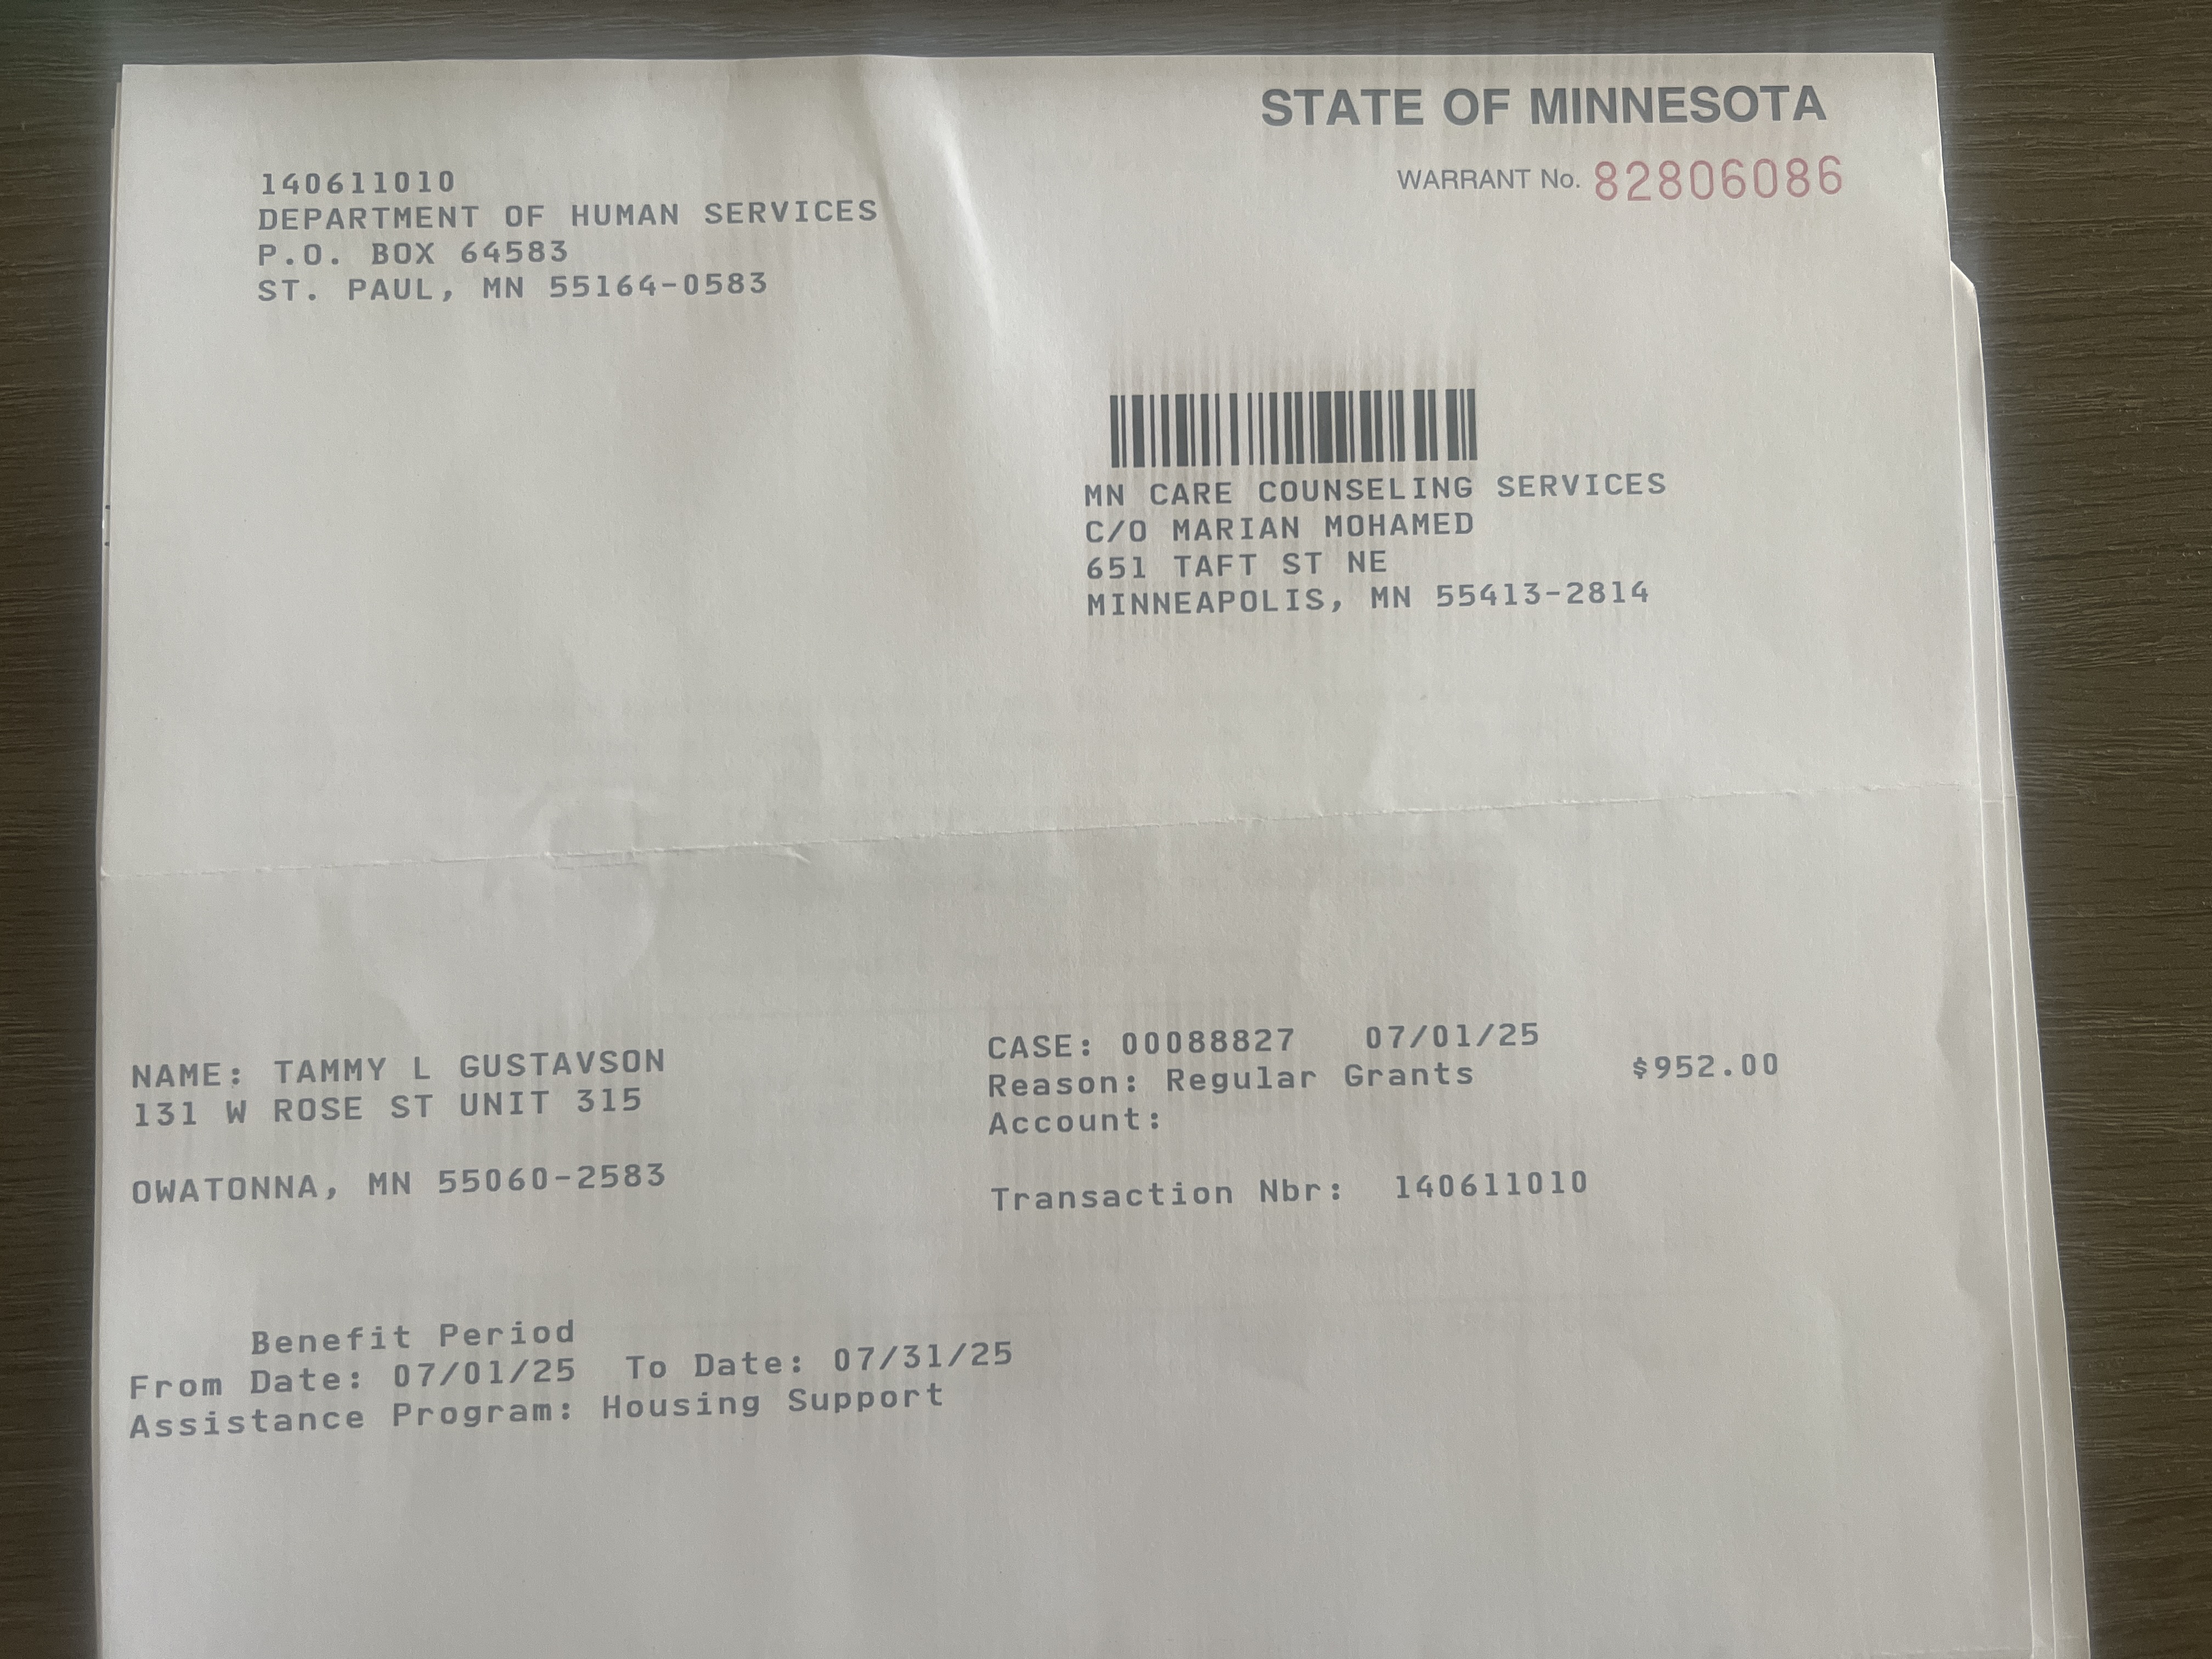 STATE OF MINNESOTA
140611010
WARRANT No. 82806086
DEPARTMENT OF HUMAN SERVICES
P.O. BOX 64583
ST. PAUL, MN 55164-0583
MN CARE COUNSELING SERVICES
C/O MARIAN MOHAMED
651 TAFT ST NE
MINNEAPOLIS, MN 55413-2814
NAME: TAMMY L GUSTAVSON CASE: 00088827 07/01/25 $952.00
131 W ROSE ST UNIT 315 Reason: Regular Grants
Account:
OWATONNA, MN 55060-2583 Transaction Nbr: 140611010
Benefit Period
From Date: 07/01/25 To Date: 07/31/25
Assistance Program: Housing Support